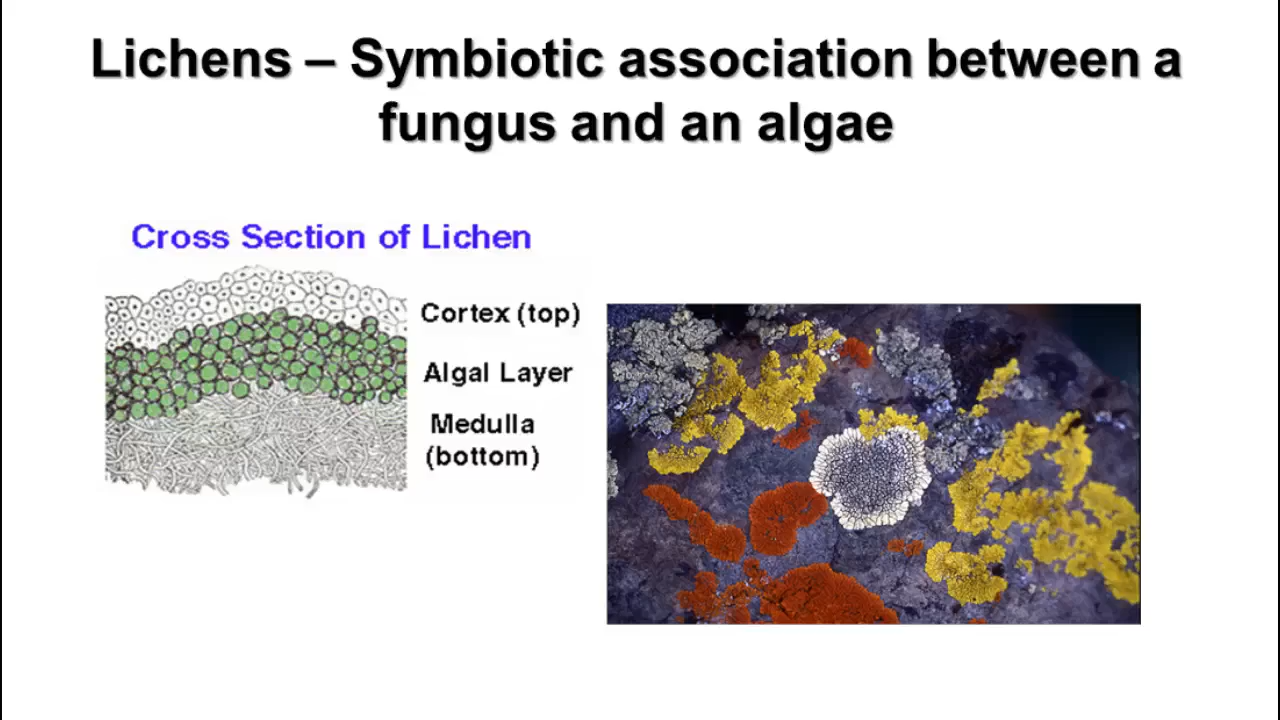 Lichens – Symbiotic association between a
fungus and an algae
Cross Section of Lichen
Cortex (top)
Algal Layer
Medulla
(bottom)